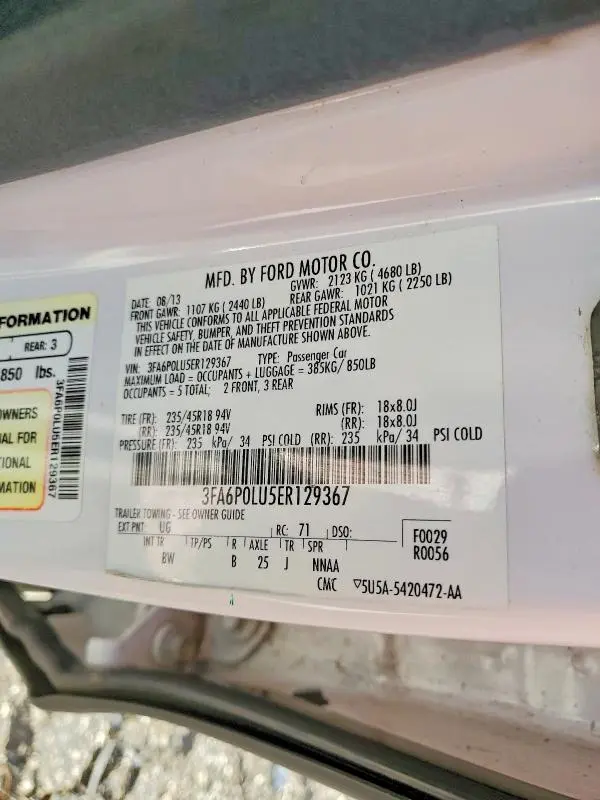 MFD. BY FORD MOTOR CO.
DATE: 08/13 GVWR: 2123 KG ( 4680 LB)
FRONT GAWR: 1107 KG ( 2440 LB) REAR GAWR: 1021 KG ( 2250 LB)
THIS VEHICLE CONFORMS TO ALL APPLICABLE FEDERAL MOTOR
VEHICLE SAFETY, BUMPER, AND THEFT PREVENTION STANDARDS
IN EFFECT ON THE DATE OF MANUFACTURE SHOWN ABOVE.
VIN: 3FA6P0LU5ER129367 TYPE: Passenger Car
MAXIMUM LOAD = OCCUPANTS + LUGGAGE = 385KG/ 850LB
OCCUPANTS = 5 TOTAL; 2 FRONT, 3 REAR
TIRE (FR): 235/45R18 94V RIMS (FR): 18x8.0J
(RR): 235/45R18 94V (RR): 18x8.0J
PRESSURE (FR): 235 kPa/ 34 PSI COLD (RR): 235 kPa/ 34 PSI COLD
3FA6P0LU5ER129367
TRAILER TOWING - SEE OWNER GUIDE
EXT PNT: UG RC: 71 DSO: F0029
INT TR TP/PS R AXLE TR SPR R0056
BW B 25 J NNAA
CMC ▽5U5A-5420472-AA
FORMATION
REAR: 3
850 lbs.
OWNERS
UAL FOR
TIONAL
MATION
3FA6P0LU5ER129367